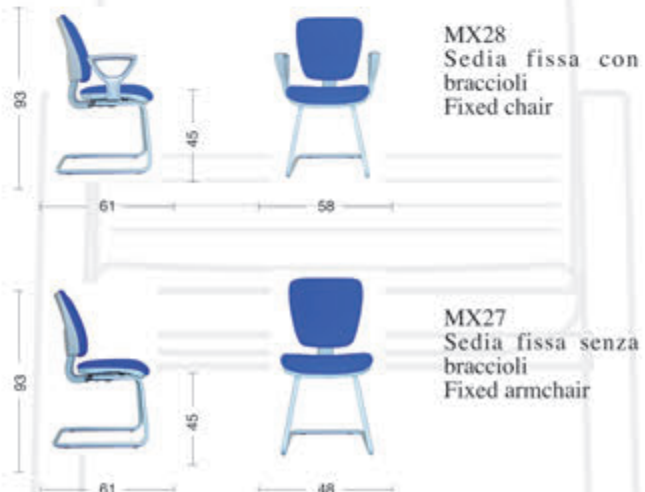 MX28
Sedia fissa con
braccioli
Fixed chair
93
45
61
58
MX27
Sedia fissa senza
braccioli
Fixed armchair
93
45
61
48